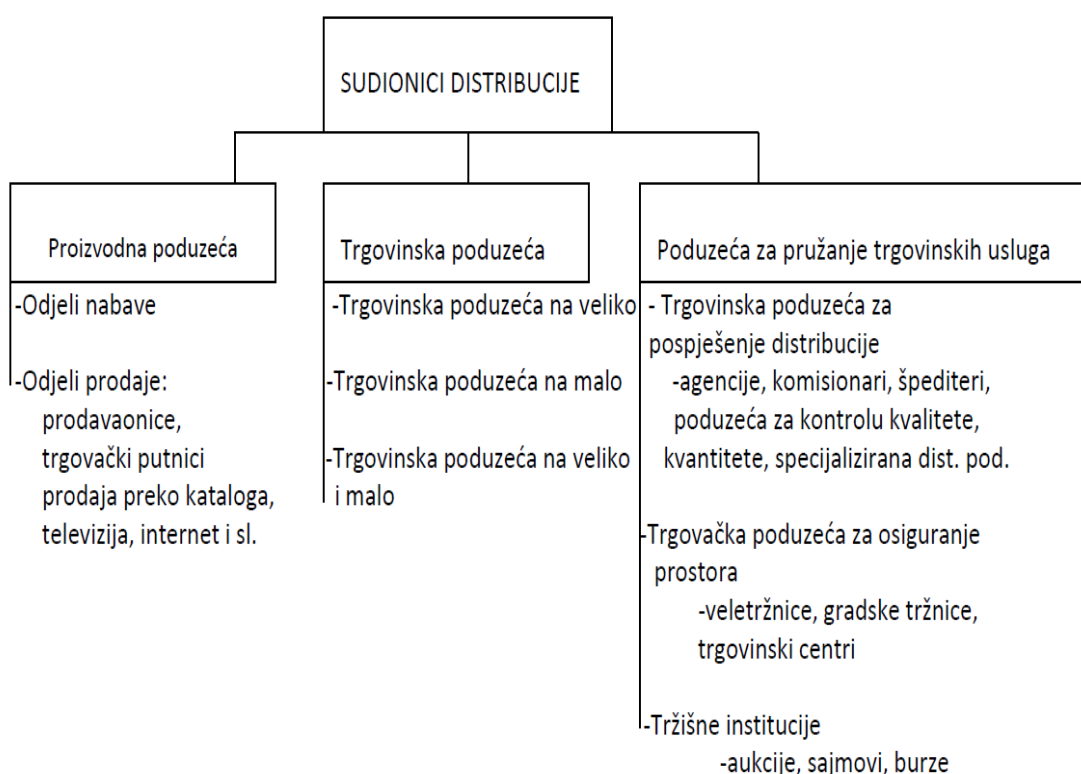 SUDIONICI DISTRIBUCIJE
Proizvodna poduzeća
-Odjeli nabave
-Odjeli prodaje:
prodavaonice,
trgovački putnici
prodaja preko kataloga,
televizija, internet i sl.
Trgovinska poduzeća
-Trgovinska poduzeća na veliko
-Trgovinska poduzeća na malo
-Trgovinska poduzeća na veliko
i malo
Poduzeća za pružanje trgovinskih usluga
- Trgovinska poduzeća za
pospješenje distribucije
-agencije, komisionari, špediteri,
poduzeća za kontrolu kvalitete,
kvantitete, specijalizirana dist. pod.
-Trgovačka poduzeća za osiguranje
prostora
-veletržnice, gradske tržnice,
trgovinski centri
-Tržišne institucije
-aukcije, sajmovi, burze